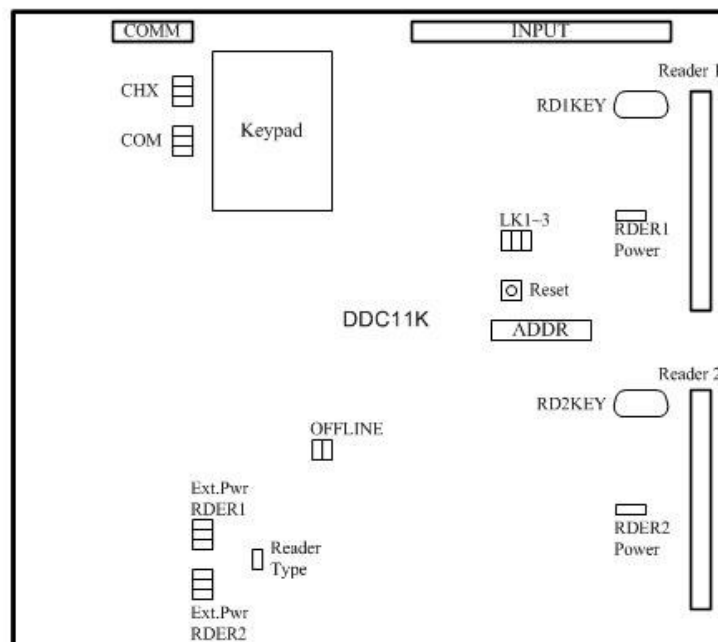 COMM
INPUT
Reader 1
CHX
RD1KEY
COM
Keypad
LK1~3
RDER1
Power
Reset
DDC11K
ADDR
Reader 2
RD2KEY
OFFLINE
Ext.Pwr
RDER1
RDER2
Power
Reader
Type
Ext.Pwr
RDER2